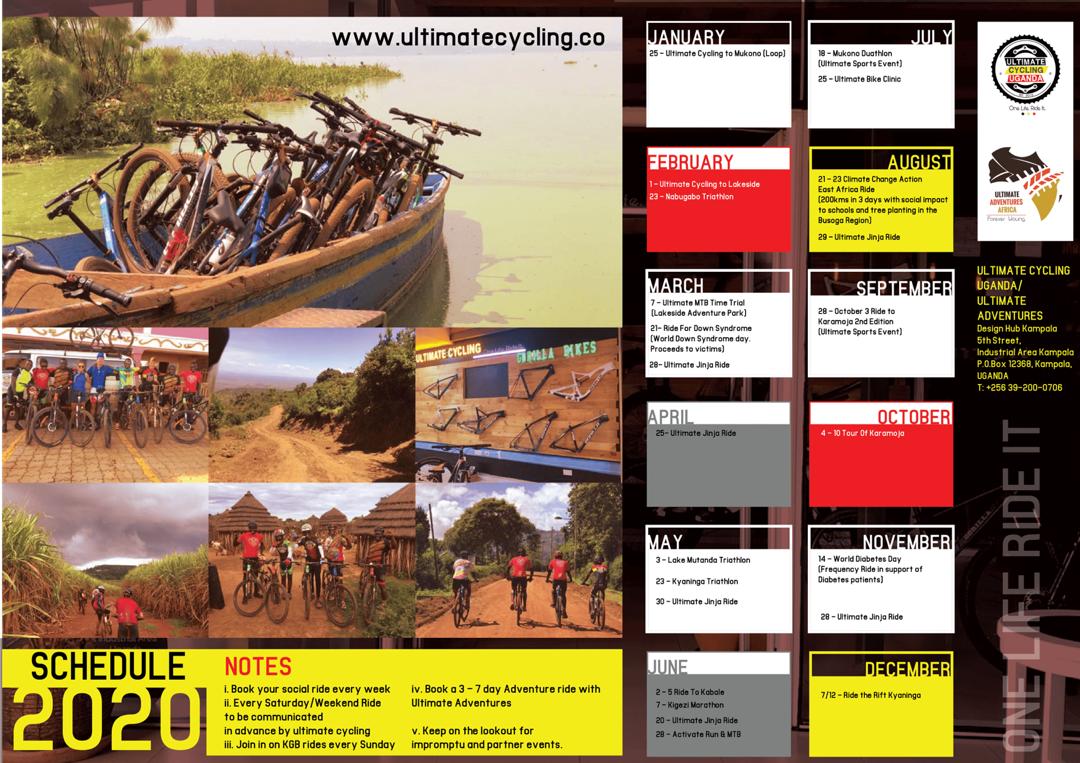 www.ultimatecycling.co
ULTIMATE CYCLING
GORILLA BIKES
SCHEDULE
2020
NOTES
i. Book your social ride every week
ii. Every Saturday/Weekend Ride
to be communicated
in advance by ultimate cycling
iii. Join in on KGB rides every Sunday
iv. Book a 3 – 7 day Adventure ride with
Ultimate Adventures
v. Keep on the lookout for
impromptu and partner events.
JANUARY
25 – Ultimate Cycling to Mukono (Loop)
FEBRUARY
1 – Ultimate Cycling to Lakeside
23 – Nabugabo Triathlon
MARCH
7 – Ultimate MTB Time Trial
(Lakeside Adventure Park)
21– Ride For Down Syndrome
(World Down Syndrome day.
Proceeds to victims)
28– Ultimate Jinja Ride
APRIL
25– Ultimate Jinja Ride
MAY
3 – Lake Mutanda Triathlon
23 – Kyaninga Triathlon
30 – Ultimate Jinja Ride
JUNE
2 – 5 Ride To Kabale
7 – Kigezi Marathon
20 – Ultimate Jinja Ride
28 – Activate Run & MTB
JULY
18 – Mukono Duathlon
(Ultimate Sports Event)
25 – Ultimate Bike Clinic
AUGUST
21 – 23 Climate Change Action
East Africa Ride
(200kms in 3 days with social impact
to schools and tree planting in the
Busoga Region)
29 – Ultimate Jinja Ride
SEPTEMBER
28 – October 3 Ride to
Karamoja 2nd Edition
(Ultimate Sports Event)
OCTOBER
4 – 10 Tour Of Karamoja
NOVEMBER
14 – World Diabetes Day
(Frequency Ride in support of
Diabetes patients)
28 – Ultimate Jinja Ride
DECEMBER
7/12 – Ride the Rift Kyaninga
ULTIMATE
CYCLING
UGANDA
One Life. Ride It.
ULTIMATE
ADVENTURES
AFRICA
Forever Young.
ULTIMATE CYCLING
UGANDA/
ULTIMATE
ADVENTURES
Design Hub Kampala
5th Street,
Industrial Area Kampala
P.O.Box 12368, Kampala,
UGANDA
T: +256 39-200-0706
ONE LIFE RIDE IT